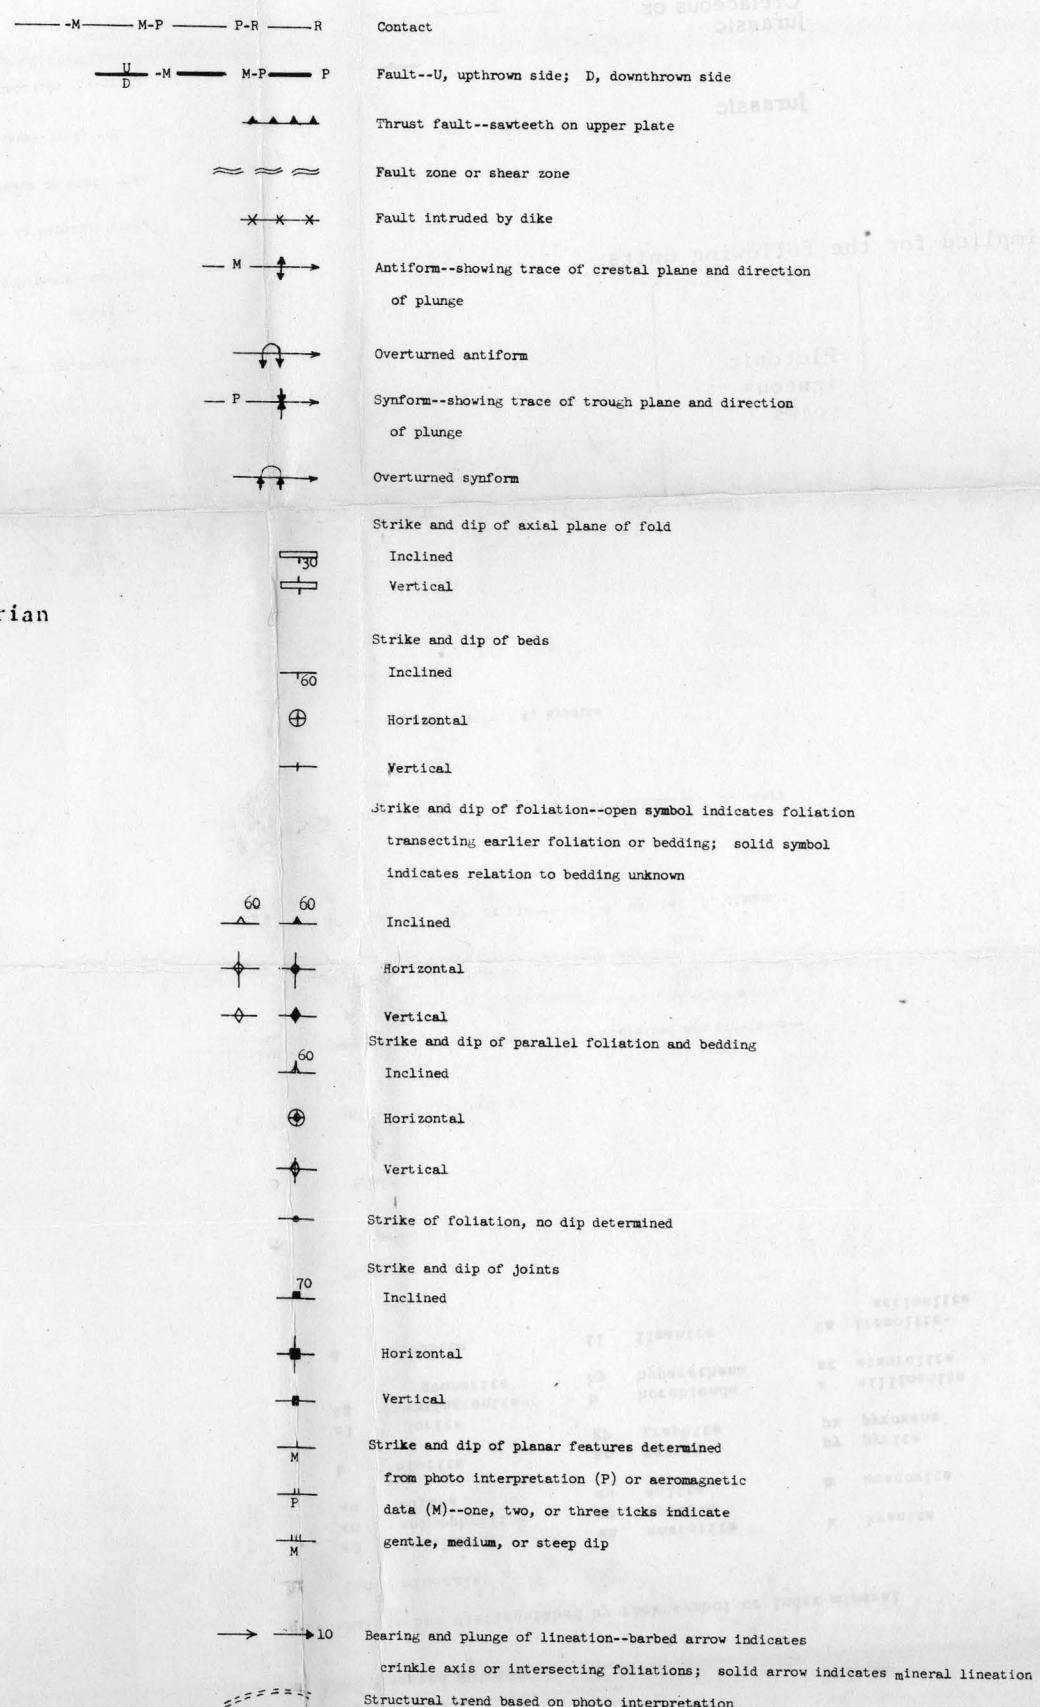 -M M-P P-R R Contact
U
D -M M-P P Fault--U, upthrown side; D, downthrown side
Thrust fault--sawteeth on upper plate
Fault zone or shear zone
Fault intruded by dike
M Antiform--showing trace of crestal plane and direction
of plunge
Overturned antiform
P Synform--showing trace of trough plane and direction
of plunge
Overturned synform
Strike and dip of axial plane of fold
30 Inclined
Vertical
rian
Strike and dip of beds
60 Inclined
Horizontal
Vertical
Strike and dip of foliation--open symbol indicates foliation
transecting earlier foliation or bedding; solid symbol
indicates relation to bedding unknown
60 60
Inclined
Horizontal
Vertical
Strike and dip of parallel foliation and bedding
60
Inclined
Horizontal
Vertical
Strike of foliation, no dip determined
Strike and dip of joints
70
Inclined
Horizontal
Vertical
M Strike and dip of planar features determined
from photo interpretation (P) or aeromagnetic
P
data (M)--one, two, or three ticks indicate
M gentle, medium, or steep dip
10 Bearing and plunge of lineation--barbed arrow indicates
crinkle axis or intersecting foliations; solid arrow indicates mineral lineation
Structural trend based on photo interpretation